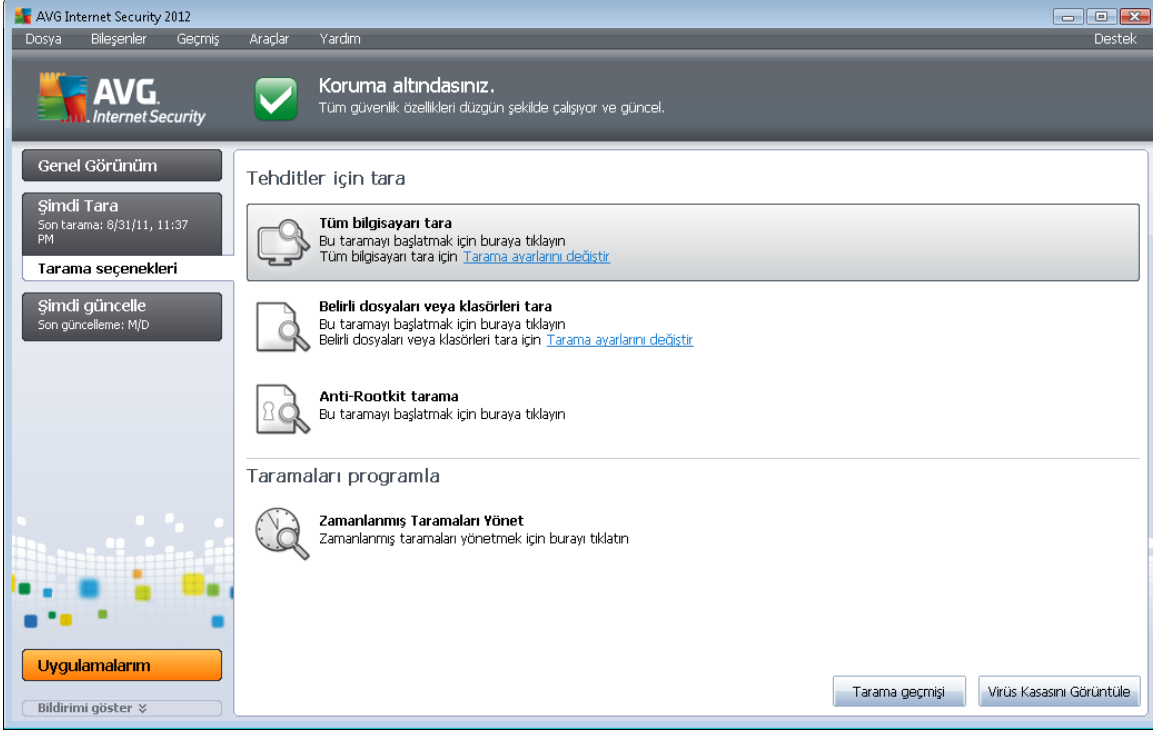 AVG Internet Security 2012
Dosya Bileşenler Geçmiş Araçlar Yardım Destek
AVG.
Internet Security
Koruma altındasınız.
Tüm güvenlik özellikleri düzgün şekilde çalışıyor ve güncel.
Genel Görünüm
Şimdi Tara
Son tarama: 8/31/11, 11:37
PM
Tarama seçenekleri
Şimdi güncelle
Son güncelleme: M/D
Uygulamalarım
Bildirimi göster
Tehditler için tara
Tüm bilgisayarı tara
Bu taramayı başlatmak için buraya tıklayın
Tüm bilgisayarı tara için Tarama ayarlarını değiştir
Belirli dosyaları veya klasörleri tara
Bu taramayı başlatmak için buraya tıklayın
Belirli dosyaları veya klasörleri tara için Tarama ayarlarını değiştir
Anti-Rootkit tarama
Bu taramayı başlatmak için buraya tıklayın
Taramaları programla
Zamanlanmış Taramaları Yönet
Zamanlanmış taramaları yönetmek için burayı tıklatın
Tarama geçmişi
Virüs Kasasını Görüntüle